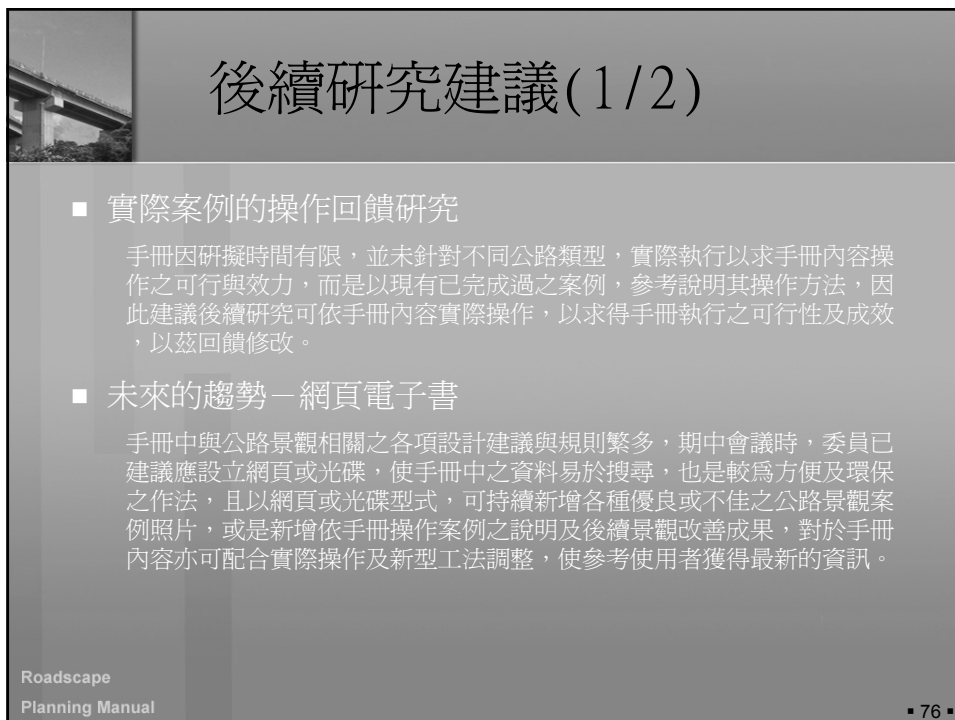 後續研究建議(1/2)
■ 實際案例的操作回饋研究
手冊因研擬時間有限，並未針對不同公路類型，實際執行以求手冊內容操
作之可行與效力，而是以現有已完成過之案例，參考說明其操作方法，因
此建議後續研究可依手冊內容實際操作，以求得手冊執行之可行性及成效
，以茲回饋修改。
■ 未來的趨勢－網頁電子書
手冊中與公路景觀相關之各項設計建議與規則繁多，期中會議時，委員已
建議應設立網頁或光碟，使手冊中之資料易於搜尋，也是較為方便及環保
之作法，且以網頁或光碟型式，可持續新增各種優良或不佳之公路景觀案
例照片，或是新增依手冊操作案例之說明及後續景觀改善成果，對於手冊
內容亦可配合實際操作及新型工法調整，使參考使用者獲得最新的資訊。
Roadscape
Planning Manual
▪ 76 ▪